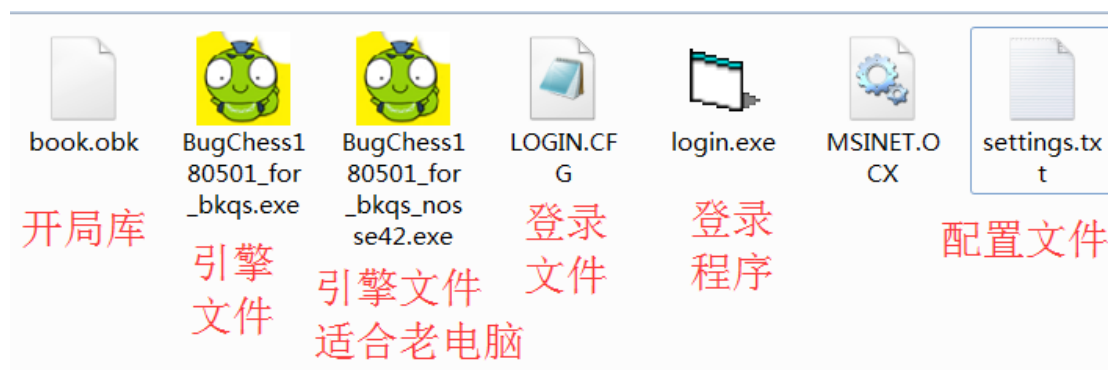 book.obk
BugChess1
80501_for
_bkqs.exe
BugChess1
80501_for
_bkqs_nos
se42.exe
LOGIN.CF
G
login.exe
MSINET.O
CX
settings.tx
t
开局库
引擎
文件
引擎文件
适合老电脑
登录
文件
登录
程序
配置文件